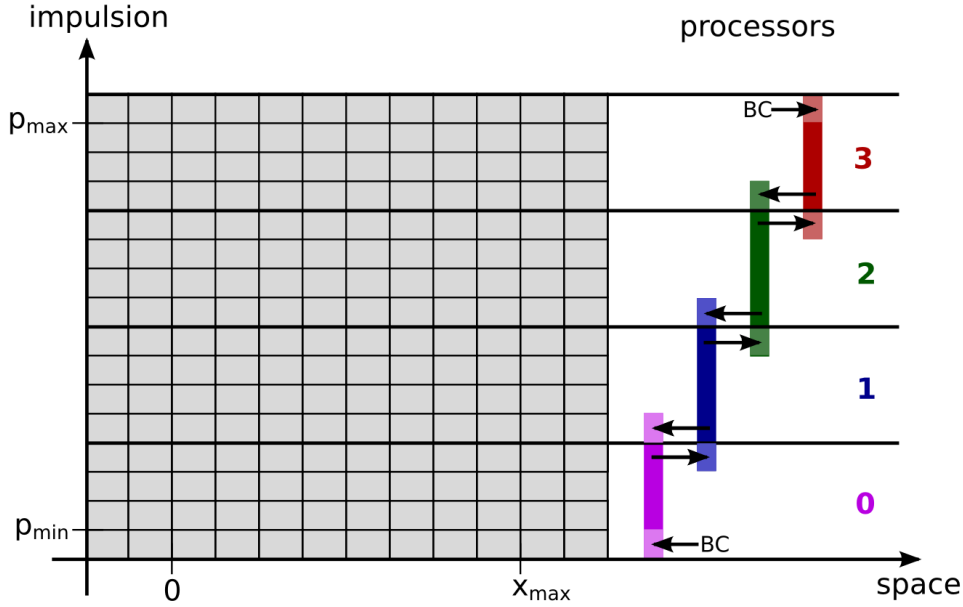 impulsion
processors
pmax
BC
3
2
1
0
pmin
BC
0
xmax
space